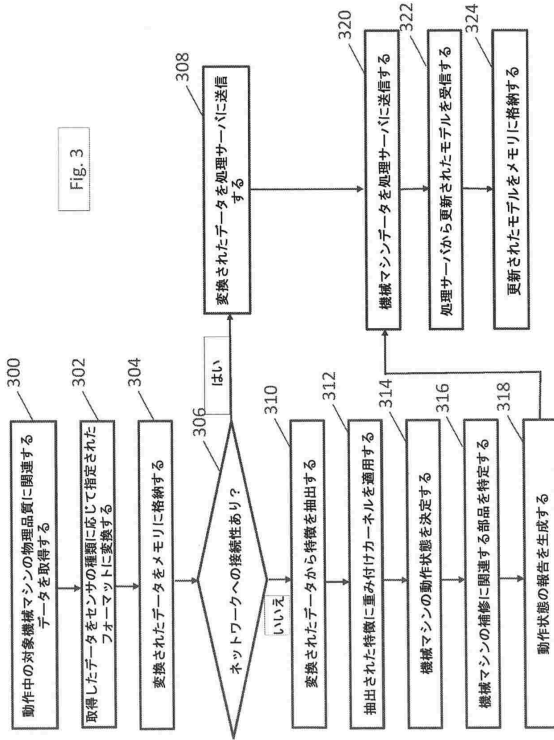 Fig. 3
300
動作中の対象機械マシンの物理品質に関連する
データを取得する
302
取得したデータをセンサの種類に応じて指定された
フォーマットに変換する
304
変換されたデータをメモリに格納する
306
ネットワークへの接続性あり?
はい
308
変換されたデータを処理サーバに送信
する
いいえ
310
変換されたデータから特徴を抽出する
312
抽出された特徴に重み付けカーネルを適用する
314
機械マシンの動作状態を決定する
316
機械マシンの補修に関連する部品を特定する
318
動作状態の報告を生成する
320
機械マシンデータを処理サーバに送信する
322
処理サーバから更新されたモデルを受信する
324
更新されたモデルをメモリに格納する